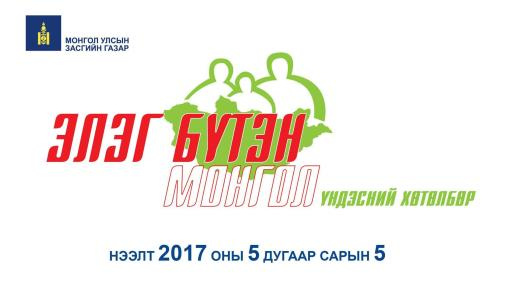 МОНГОЛ УЛСЫН
ЗАСГИЙН ГАЗАР
ЭЛЭГ БҮТЭН
МОНГОЛ ҮНДЭСНИЙ ХӨТӨЛБӨР
НЭЭЛТ 2017 ОНЫ 5 ДУГААР САРЫН 5